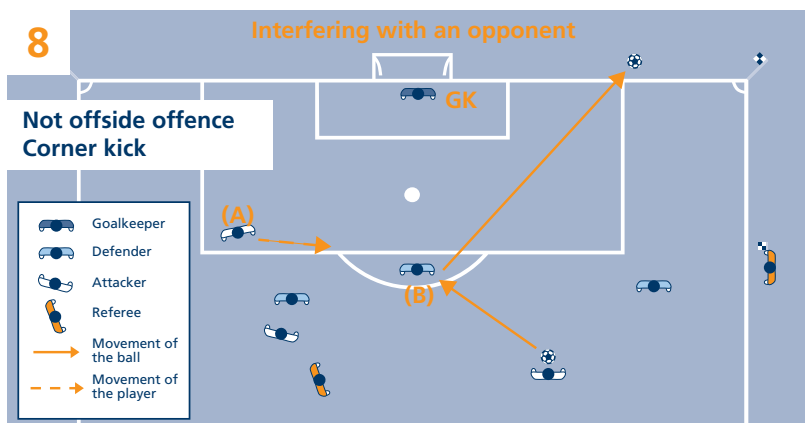 8
Interfering with an opponent
GK
Not offside offence
Corner kick
(A)
(B)
Goalkeeper
Defender
Attacker
Referee
Movement of
the ball
Movement of
the player